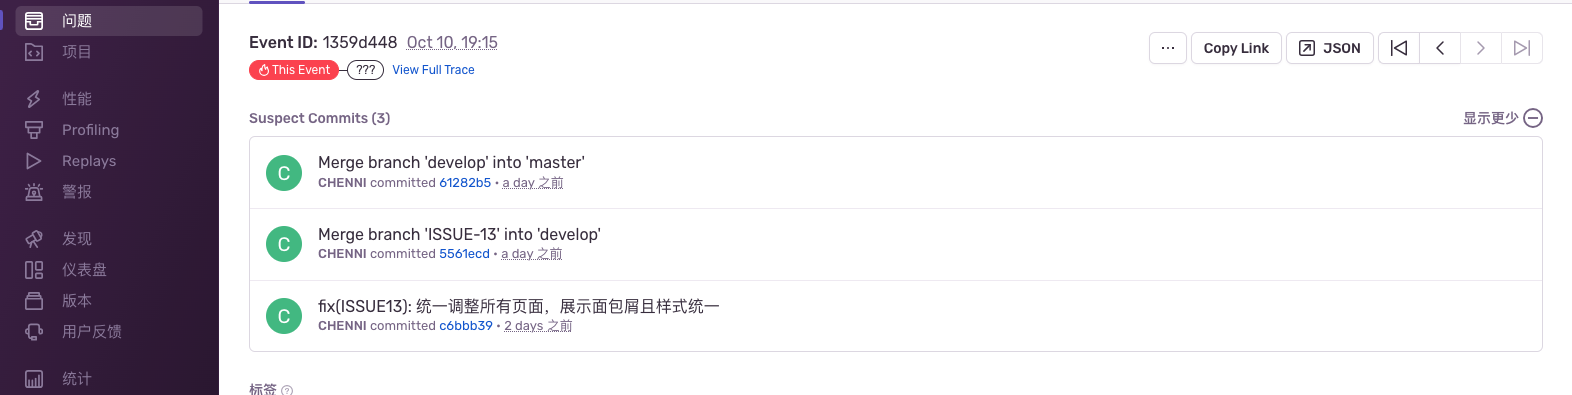 问题
项目
性能
Profiling
Replays
警报
发现
仪表盘
版本
用户反馈
统计
Event ID: 1359d448 Oct 10, 19:15
This Event ??? View Full Trace
... Copy Link JSON
Suspect Commits (3)
显示更少
C
Merge branch 'develop' into 'master'
CHENNI committed 61282b5 • a day 之前
C
Merge branch 'ISSUE-13' into 'develop'
CHENNI committed 5561ecd • a day 之前
C
fix(ISSUE13): 统一调整所有页面，展示面包屑且样式统一
CHENNI committed c6bbb39 • 2 days 之前
标签 ?